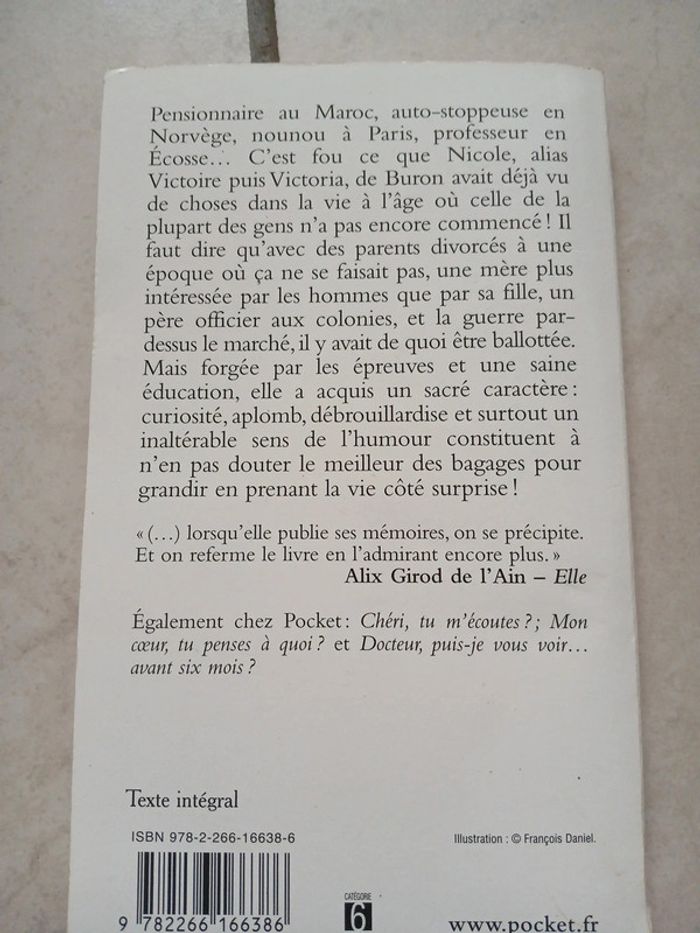 Pensionnaire au Maroc, auto-stoppeuse en
Norvège, nounou à Paris, professeur en
Écosse... C'est fou ce que Nicole, alias
Victoire puis Victoria, de Buron avait déjà vu
de choses dans la vie à l'âge où celle de la
plupart des gens n'a pas encore commencé ! Il
faut dire qu'avec des parents divorcés à une
époque où ça ne se faisait pas, une mère plus
intéressée par les hommes que par sa fille, un
père officier aux colonies, et la guerre par-
dessus le marché, il y avait de quoi être ballottée.
Mais forgée par les épreuves et une saine
éducation, elle a acquis un sacré caractère :
curiosité, aplomb, débrouillardise et surtout un
inaltérable sens de l'humour constituent à
n'en pas douter le meilleur des bagages pour
grandir en prenant la vie côté surprise !
« (...) lorsqu'elle publie ses mémoires, on se précipite.
Et on referme le livre en l'admirant encore plus. »
Alix Girod de l'Ain – Elle
Également chez Pocket : Chéri, tu m'écoutes ? ; Mon
cœur, tu penses à quoi ? et Docteur, puis-je vous voir...
avant six mois ?
Texte intégral
ISBN 978-2-266-16638-6
Illustration : © François Daniel.
9 782266 166386
CATÉGORIE
6
www.pocket.fr